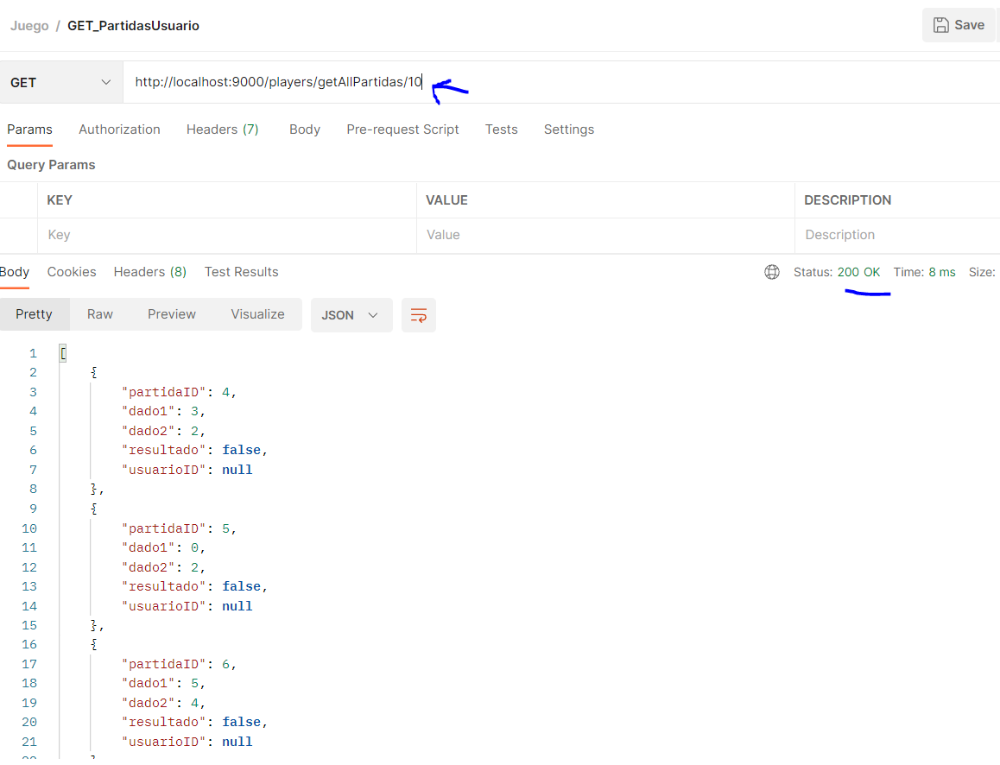 Juego / GET_PartidasUsuario
Save
GET
http://localhost:9000/players/getAllPartidas/10
Params Authorization Headers (7) Body Pre-request Script Tests Settings
Query Params
KEY VALUE DESCRIPTION
Key Value Description
Body Cookies Headers (8) Test Results
Status: 200 OK Time: 8 ms Size:
Pretty Raw Preview Visualize JSON
1 [
2 {
3 "partidaID": 4,
4 "dado1": 3,
5 "dado2": 2,
6 "resultado": false,
7 "usuarioID": null
8 },
9 {
10 "partidaID": 5,
11 "dado1": 0,
12 "dado2": 2,
13 "resultado": false,
14 "usuarioID": null
15 },
16 {
17 "partidaID": 6,
18 "dado1": 5,
19 "dado2": 4,
20 "resultado": false,
21 "usuarioID": null